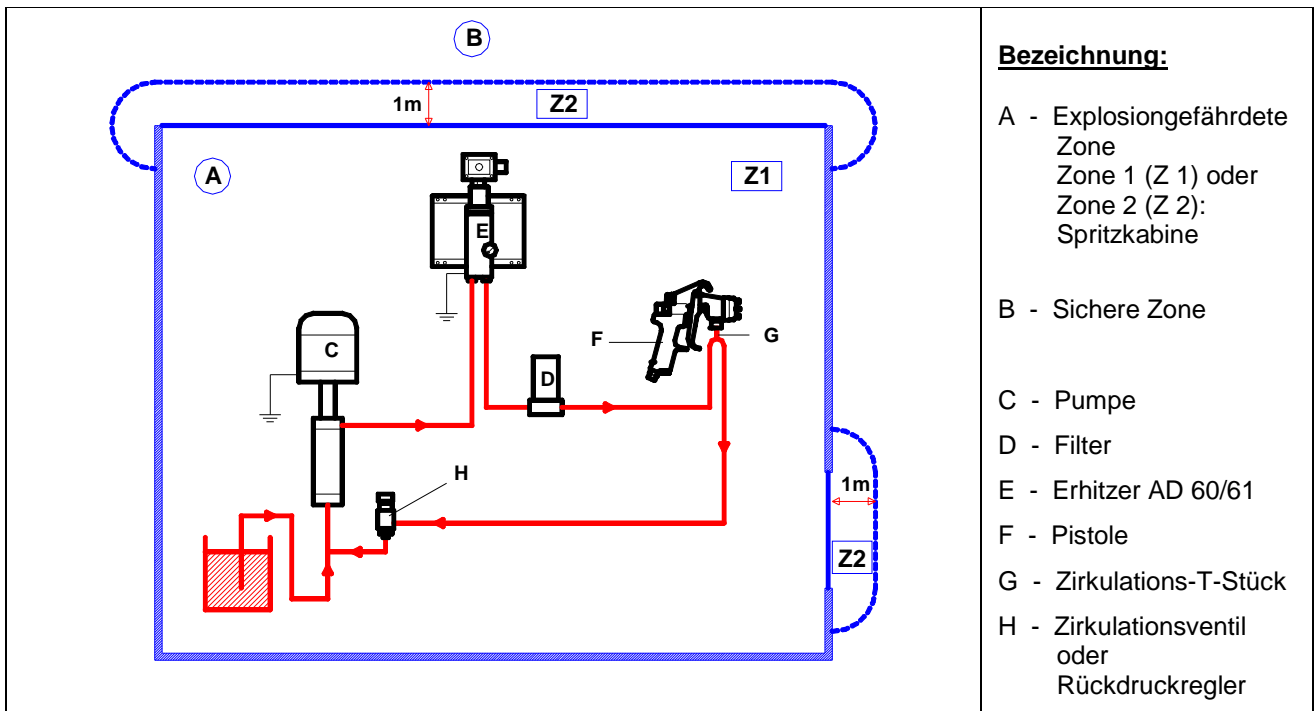 B
1m
Z2
A
Z1
E
C
F
G
D
H
1m
Z2
Bezeichnung:
A - Explosiongefährdete
Zone
Zone 1 (Z 1) oder
Zone 2 (Z 2):
Spritzkabine
B - Sichere Zone
C - Pumpe
D - Filter
E - Erhitzer AD 60/61
F - Pistole
G - Zirkulations-T-Stück
H - Zirkulationsventil
oder
Rückdruckregler